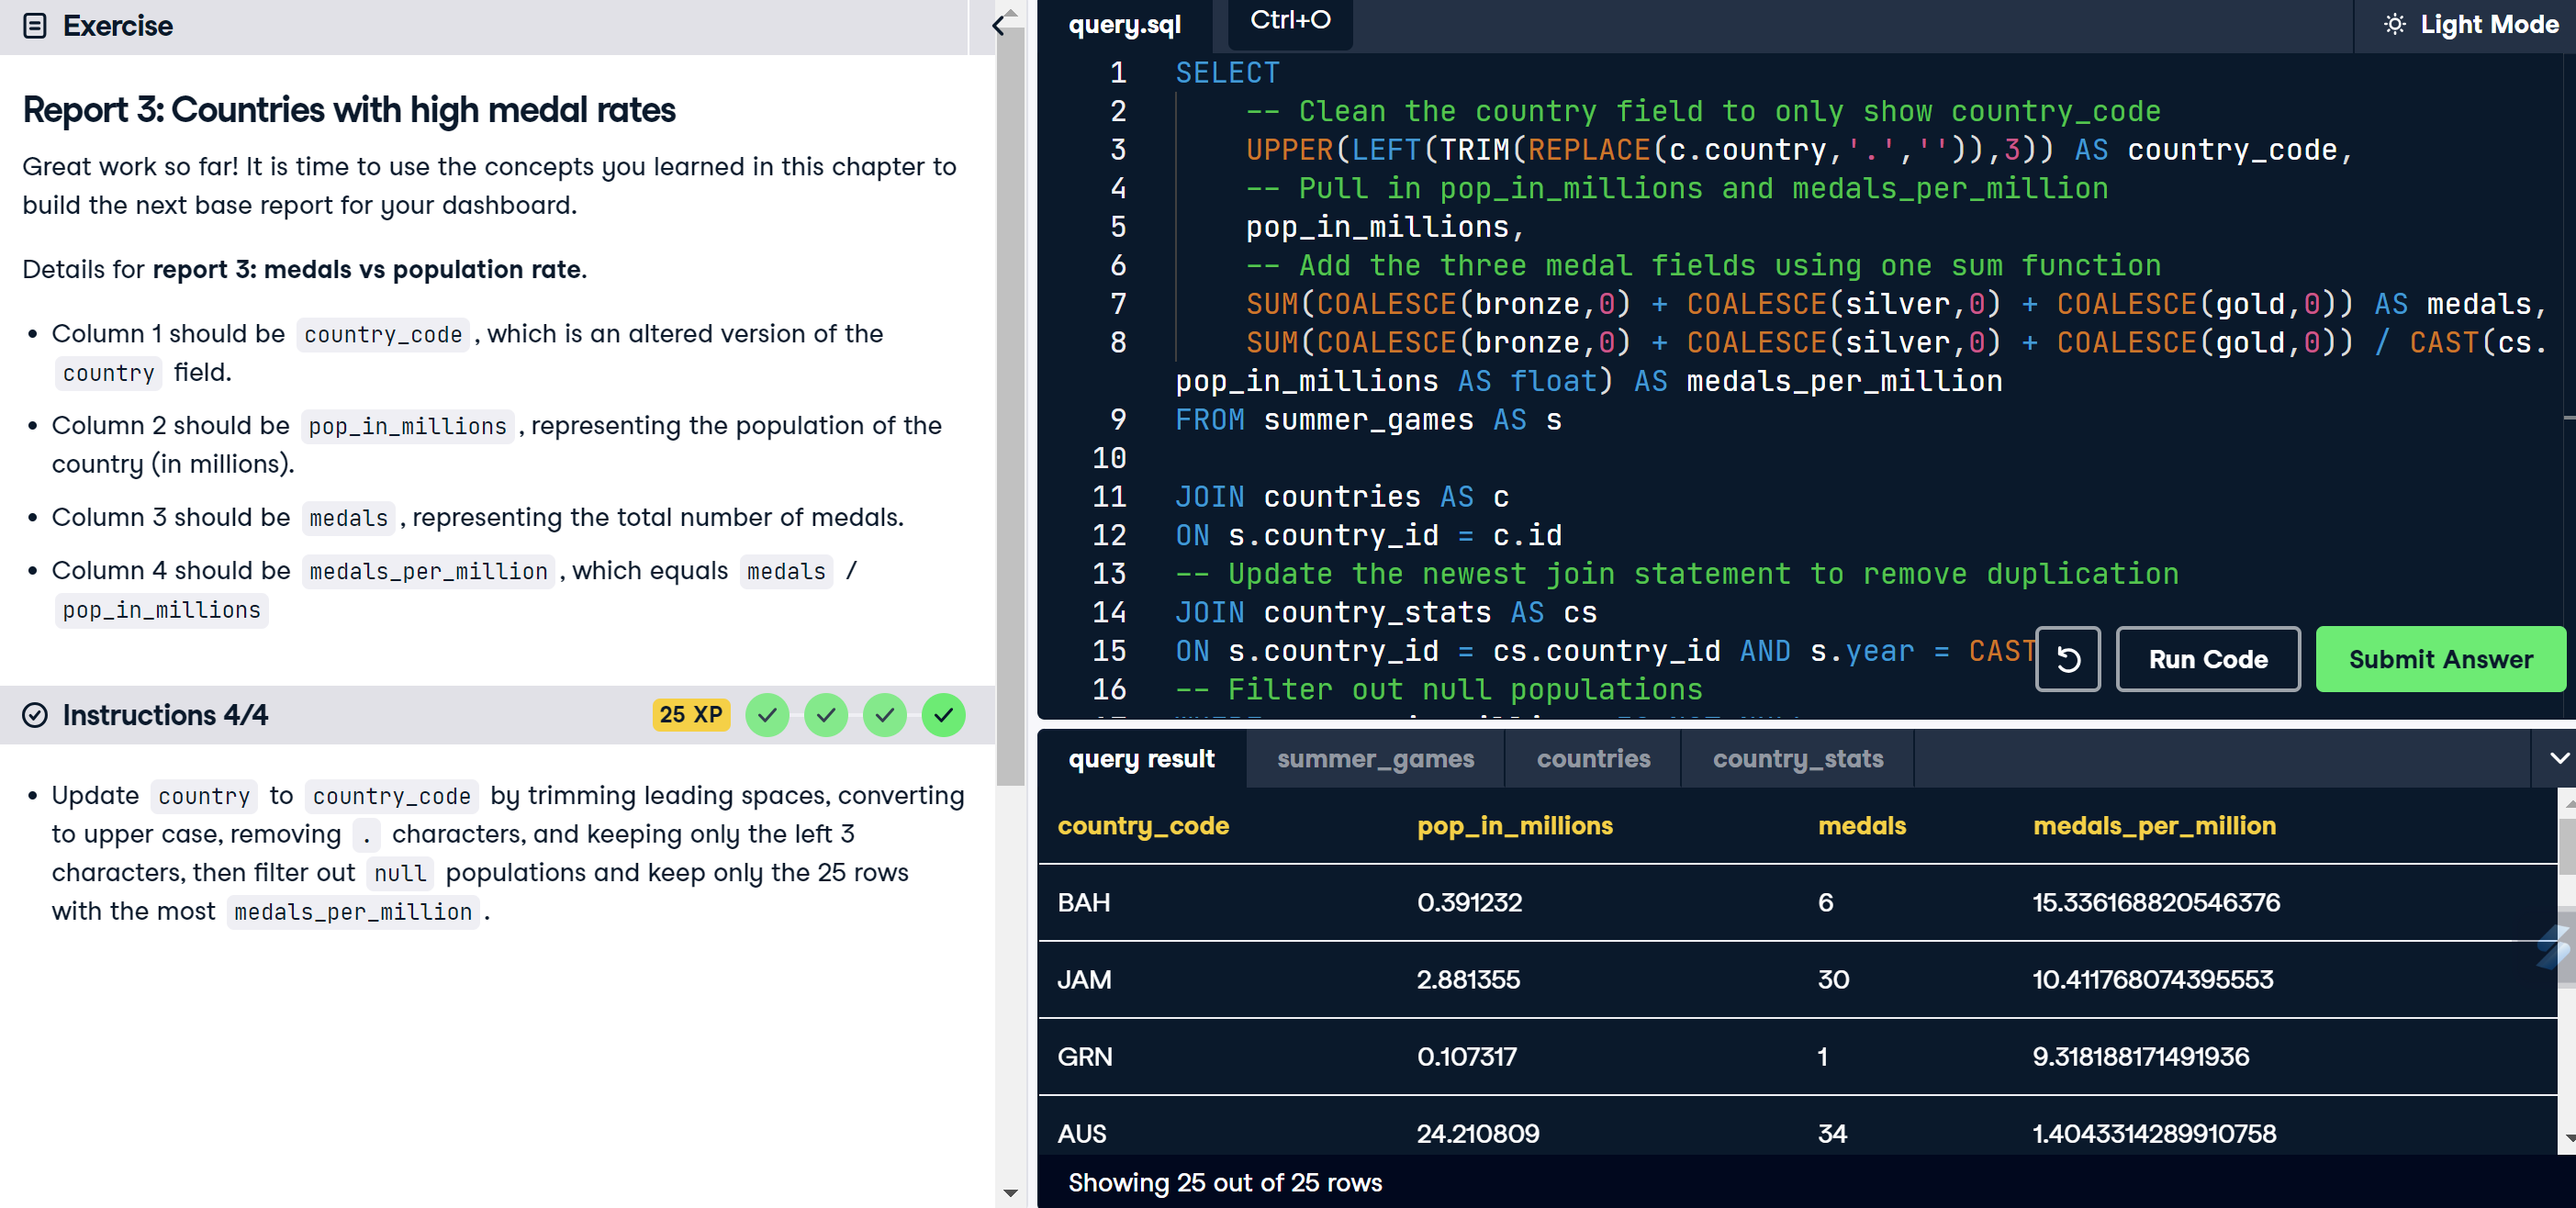 Exercise
Report 3: Countries with high medal rates
Great work so far! It is time to use the concepts you learned in this chapter to
build the next base report for your dashboard.
Details for report 3: medals vs population rate.
Column 1 should be country_code, which is an altered version of the
country field.
Column 2 should be pop_in_millions, representing the population of the
country (in millions).
Column 3 should be medals, representing the total number of medals.
Column 4 should be medals_per_million, which equals medals /
pop_in_millions
Instructions 4/4
25 XP
Update country to country_code by trimming leading spaces, converting
to upper case, removing . characters, and keeping only the left 3
characters, then filter out null populations and keep only the 25 rows
with the most medals_per_million.
query.sql
Ctrl+O
Light Mode
1 SELECT
2 -- Clean the country field to only show country_code
3 UPPER(LEFT(TRIM(REPLACE(c.country,'.','')),3)) AS country_code,
4 -- Pull in pop_in_millions and medals_per_million
5 pop_in_millions,
6 -- Add the three medal fields using one sum function
7 SUM(COALESCE(bronze,0) + COALESCE(silver,0) + COALESCE(gold,0)) AS medals,
8 SUM(COALESCE(bronze,0) + COALESCE(silver,0) + COALESCE(gold,0)) / CAST(cs.
pop_in_millions AS float) AS medals_per_million
9 FROM summer_games AS s
10
11 JOIN countries AS c
12 ON s.country_id = c.id
13 -- Update the newest join statement to remove duplication
14 JOIN country_stats AS cs
15 ON s.country_id = cs.country_id AND s.year = CAST
16 -- Filter out null populations
Run Code
Submit Answer
query result
summer_games
countries
country_stats
country_code pop_in_millions medals medals_per_million
BAH 0.391232 6 15.336168820546376
JAM 2.881355 30 10.411768074395553
GRN 0.107317 1 9.318188171491936
AUS 24.210809 34 1.4043314289910758
Showing 25 out of 25 rows